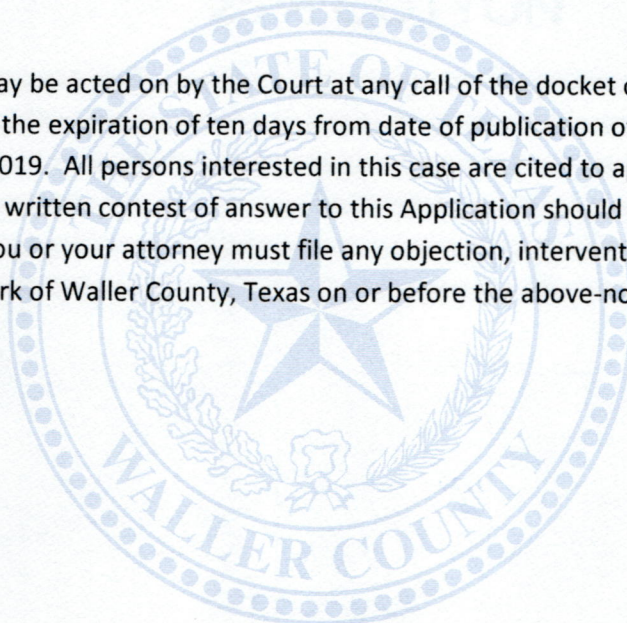 ay be acted on by the Court at any call of the docket
the expiration of ten days from date of publication
019. All persons interested in this case are cited to
written contest of answer to this Application should
ou or your attorney must file any objection,
rk of Waller County, Texas on or before the
THE STATE OF TEXAS
WALLER COUNTY